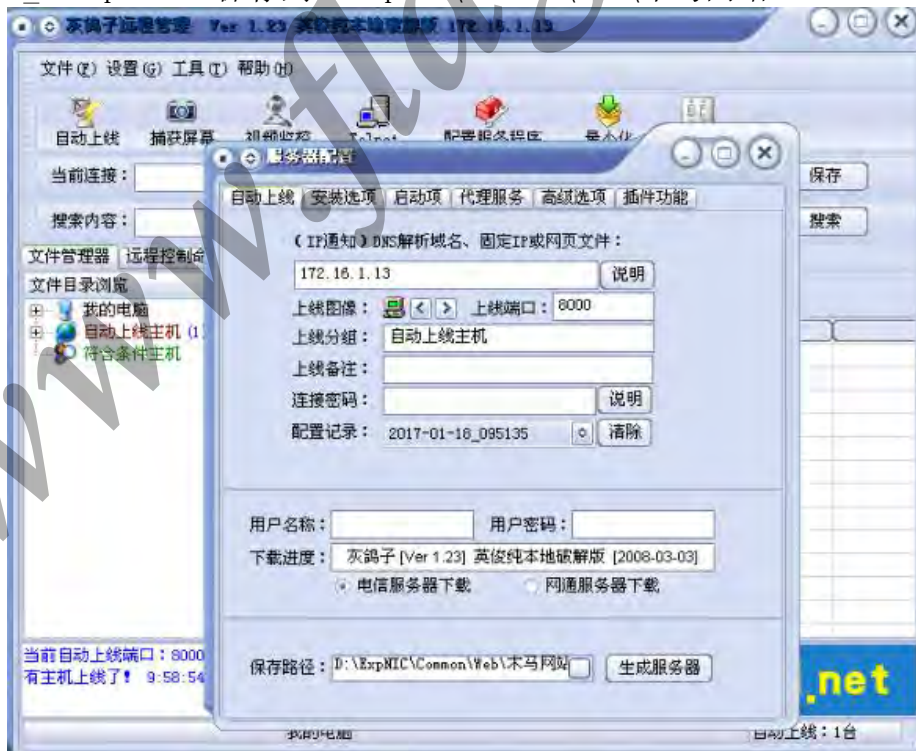 灰鸽子远程管理 Ver 1.23 英俊纯本地破解版 172.16.1.13
文件(F) 设置(G) 工具(T) 帮助(H)
自动上线 捕获屏幕 视频监控 Telnet 配置服务程序 最小化
当前连接：
保存
搜索内容：
搜索
文件管理器 远程控制命
文件目录浏览
我的电脑
自动上线主机 (1
符合条件主机
服务器配置
自动上线 安装选项 启动项 代理服务 高级选项 插件功能
(IP通知)DNS解析域名、固定IP或网页文件：
172.16.1.13 说明
上线图像： 上线端口： 8000
上线分组： 自动上线主机
上线备注：
连接密码： 说明
配置记录： 2017-01-16_095135 清除
用户名称： 用户密码：
下载进度： 灰鸽子 [Ver 1.23] 英俊纯本地破解版 [2008-03-03]
电信服务器下载 网通服务器下载
保存路径： D:\ExpNIC\Common\Web\木马网站 生成服务器
当前自动上线端口：8000
有主机上线了! 9:58:54
.net
我的电脑
自动上线：1台